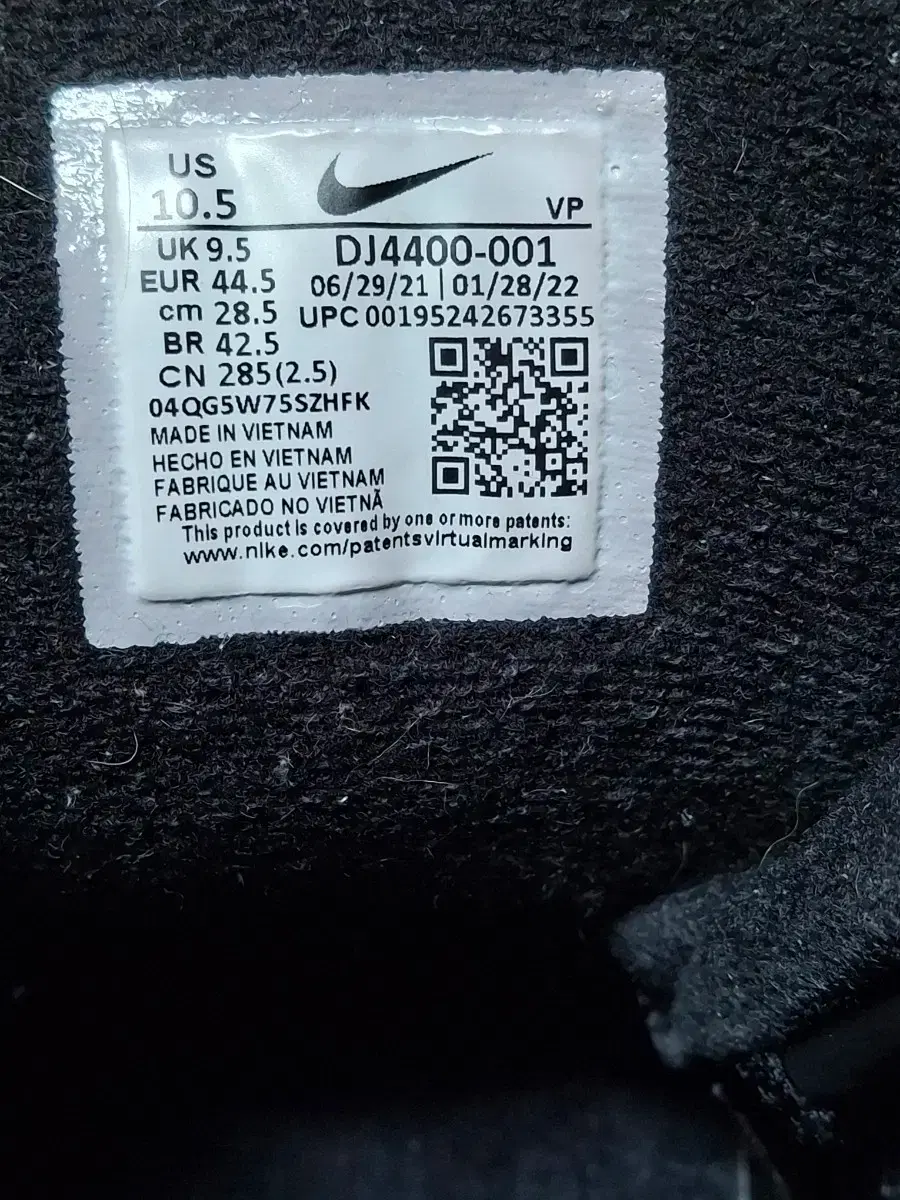 US
10.5
VP
UK 9.5
EUR 44.5
cm 28.5
BR 42.5
CN 285(2.5)
DJ4400-001
06/29/21 | 01/28/22
UPC 00195242673355
04QG5W75SZHFK
MADE IN VIETNAM
HECHO EN VIETNAM
FABRIQUE AU VIETNAM
FABRICADO NO VIETNÃ
This product is covered by one or more patents:
www.nike.com/patentsvirtualmarking